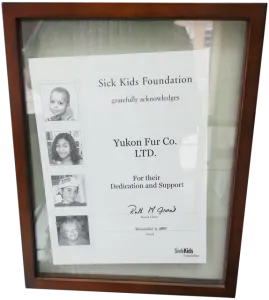 Sick Kids Foundation
gratefully acknowledges
Yukon Fur Co.
LTD.
For their
Dedication and Support
SickKids